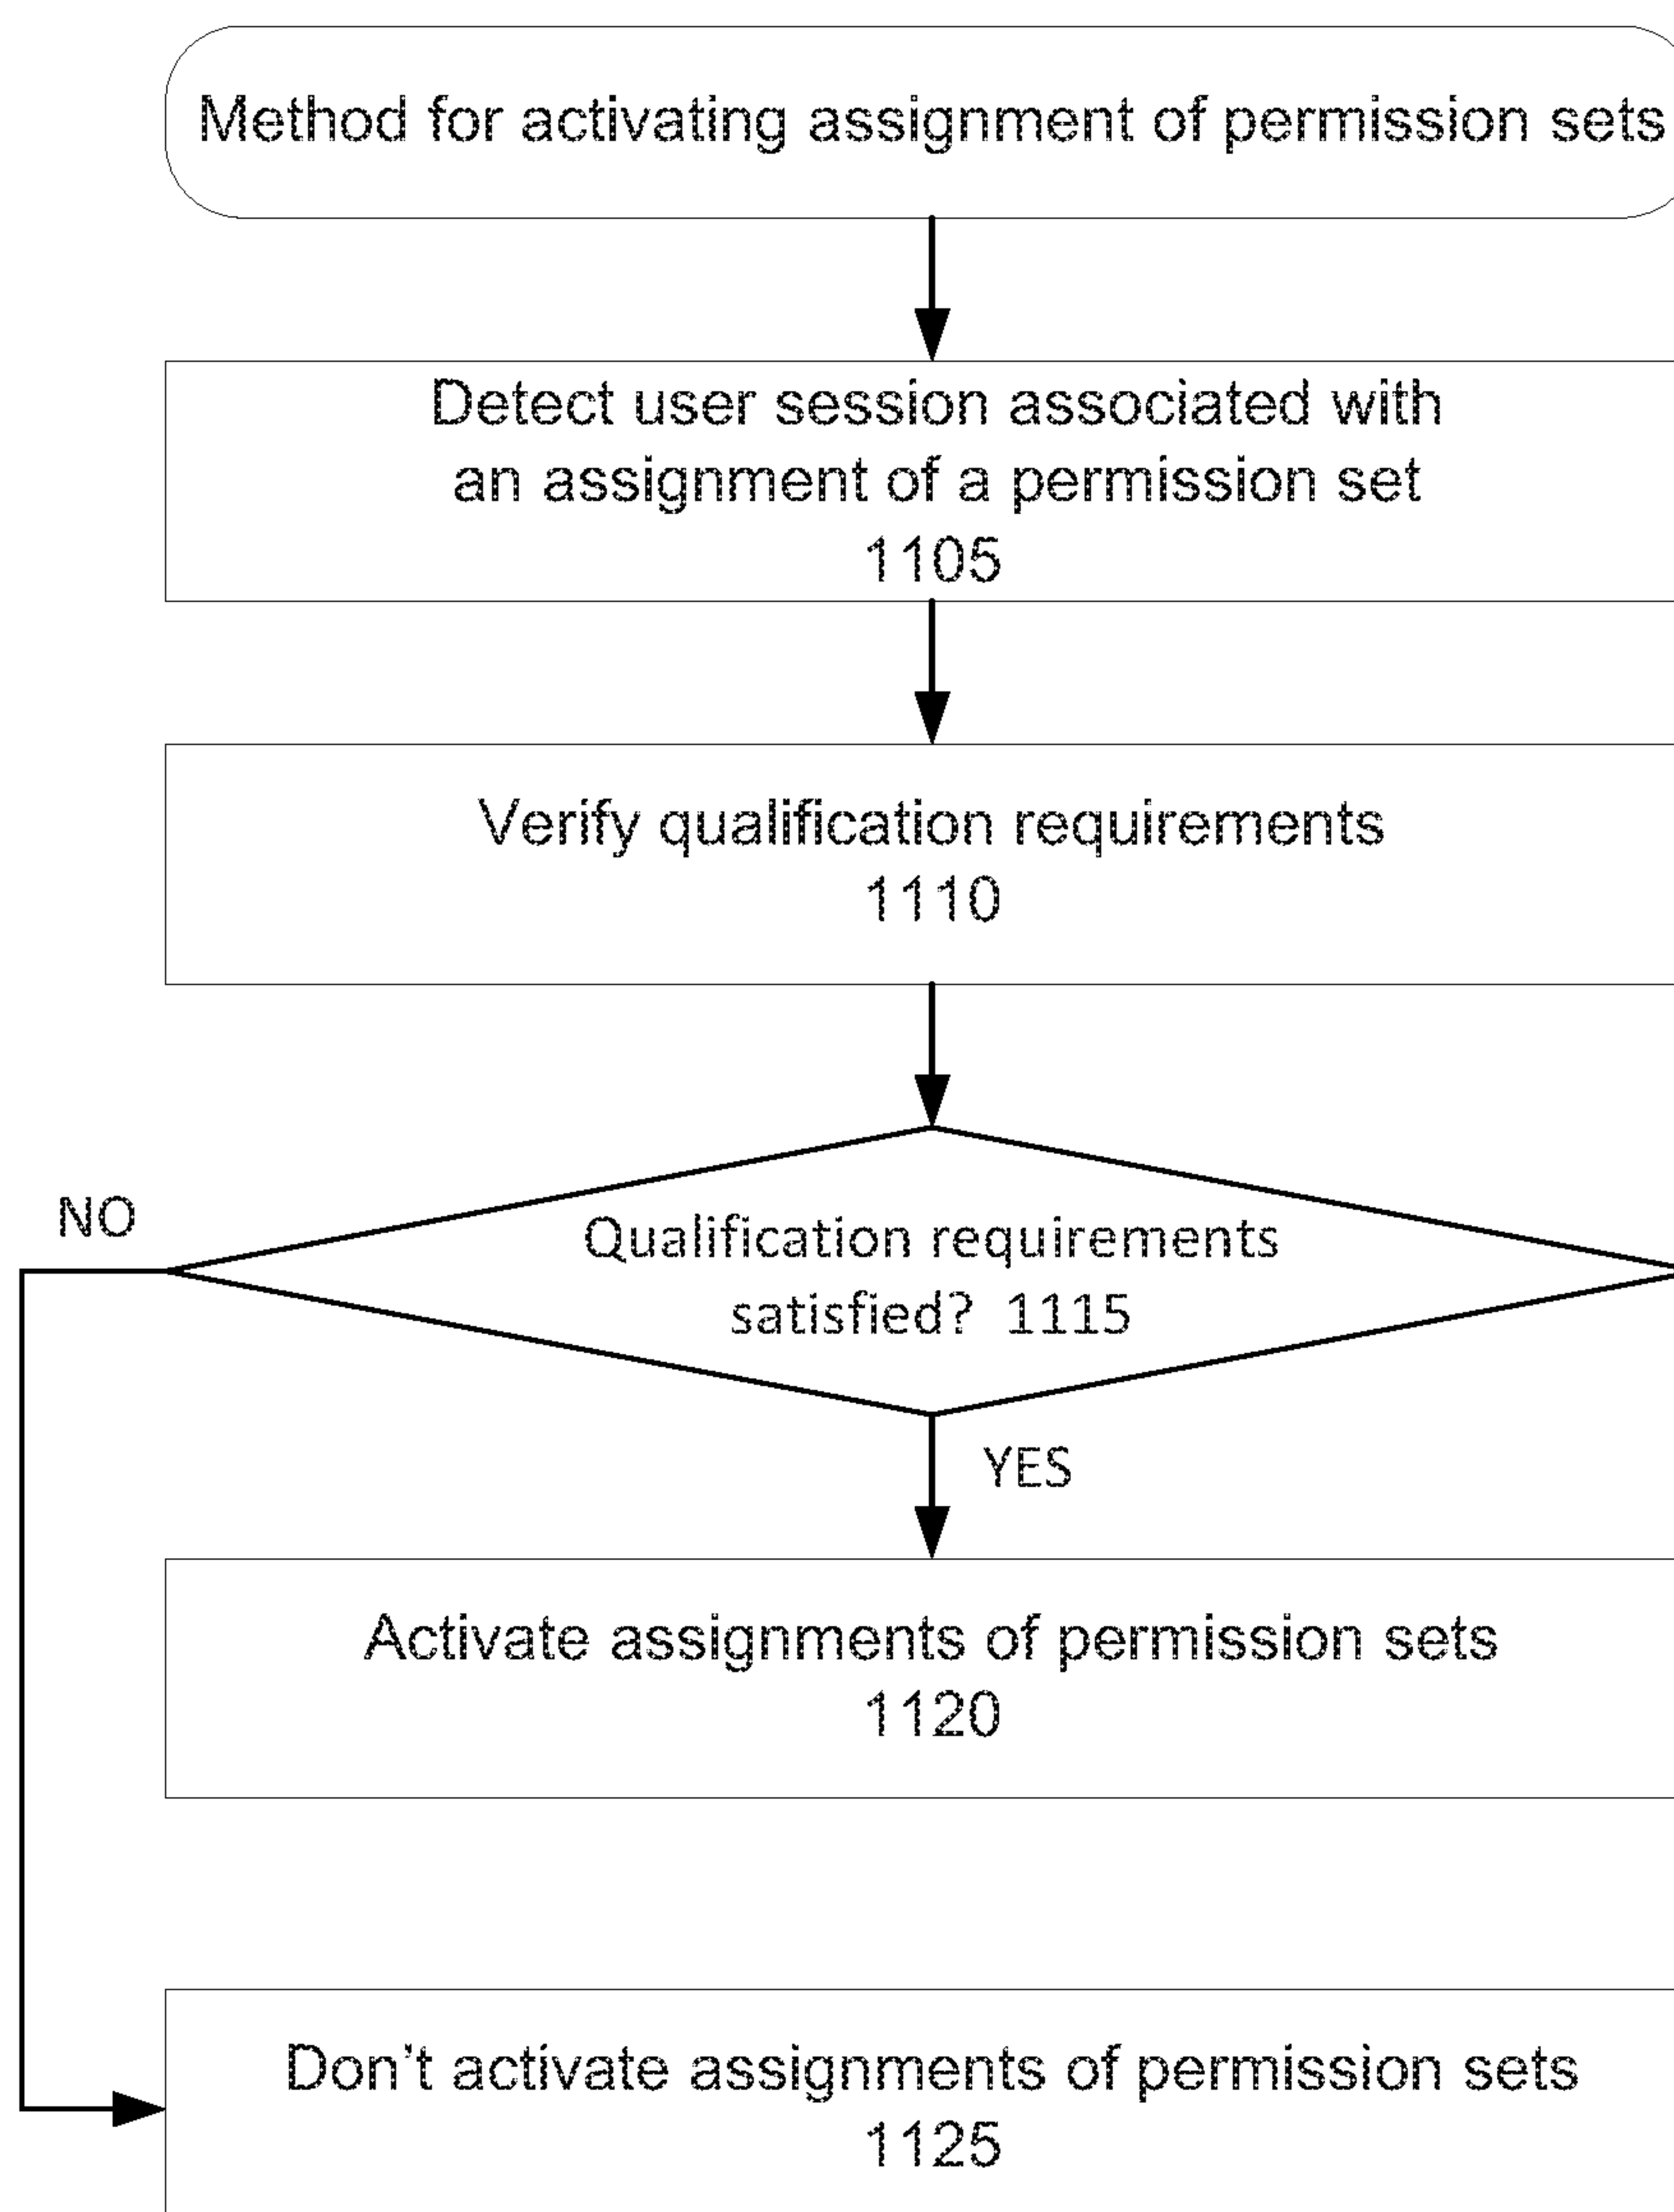 Method for activating assignment of permission sets
Detect user session associated with
an assignment of a permission set
1105
Verify qualification requirements
1110
NO
Qualification requirements
satisfied? 1115
YES
Activate assignments of permission sets
1120
Don't activate assignments of permission sets
1125